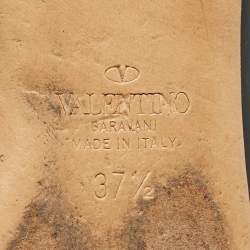 VALENTINO
GARAVANI
MADE IN ITALY
37½